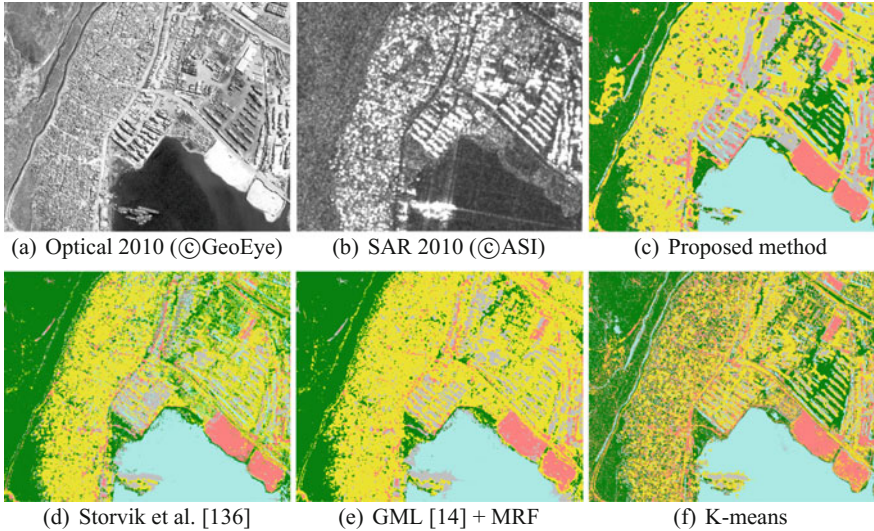 (a) Optical 2010 (©GeoEye)
(b) SAR 2010 (©ASI)
(c) Proposed method
(d) Storvik et al. [136]
(e) GML [14] + MRF
(f) K-means